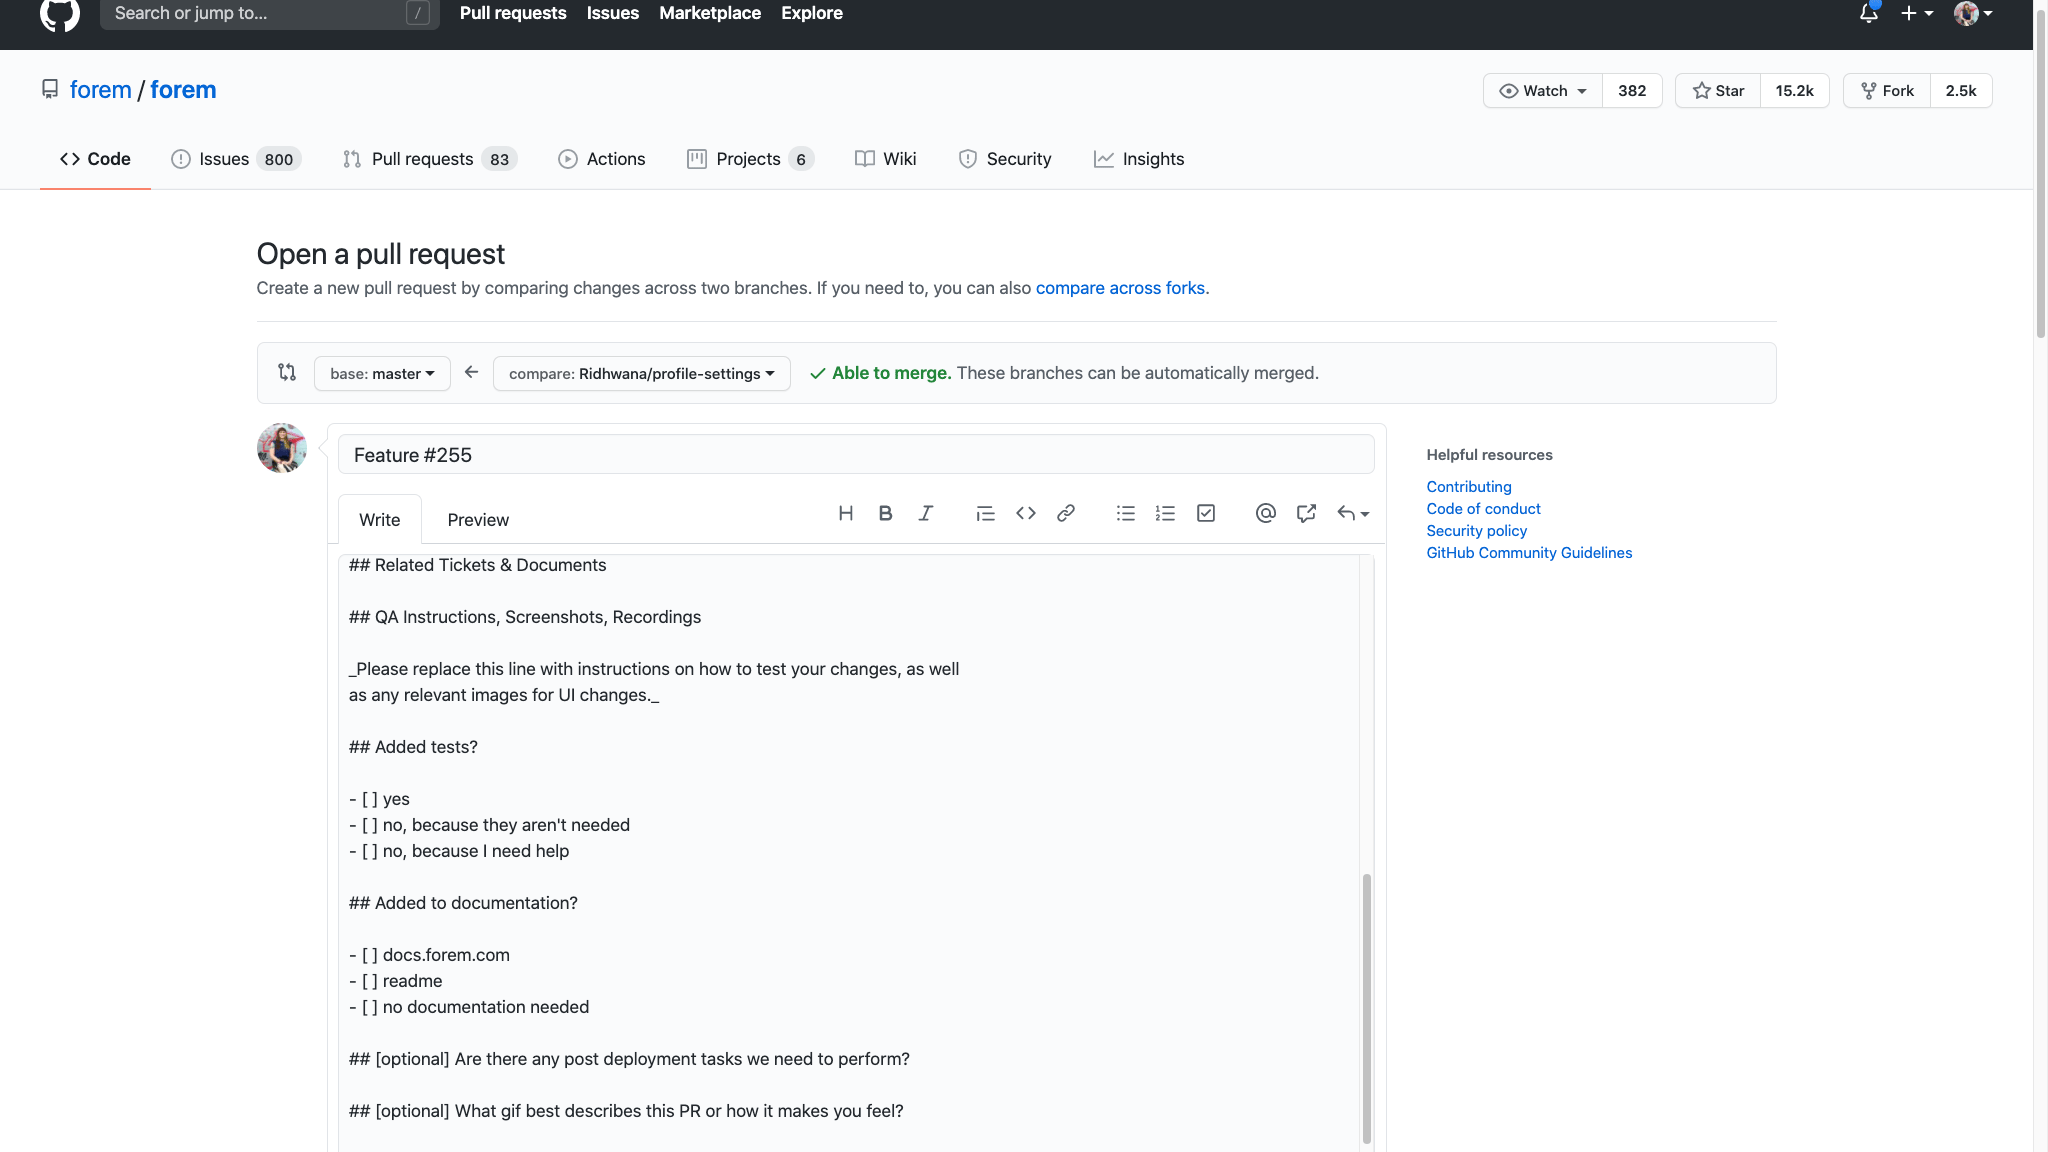 Search or jump to... /
Pull requests Issues Marketplace Explore
forem / forem
Watch 382 Star 15.2k Fork 2.5k
Code Issues 800 Pull requests 83 Actions Projects 6 Wiki Security Insights
Open a pull request
Create a new pull request by comparing changes across two branches. If you need to, you can also compare across forks.
base: master compare: Ridhwana/profile-settings Able to merge. These branches can be automatically merged.
Feature #255
Write Preview
## Related Tickets & Documents
## QA Instructions, Screenshots, Recordings
_Please replace this line with instructions on how to test your changes, as well
as any relevant images for UI changes._
## Added tests?
- [ ] yes
- [ ] no, because they aren't needed
- [ ] no, because I need help
## Added to documentation?
- [ ] docs.forem.com
- [ ] readme
- [ ] no documentation needed
## [optional] Are there any post deployment tasks we need to perform?
## [optional] What gif best describes this PR or how it makes you feel?
Helpful resources
Contributing
Code of conduct
Security policy
GitHub Community Guidelines